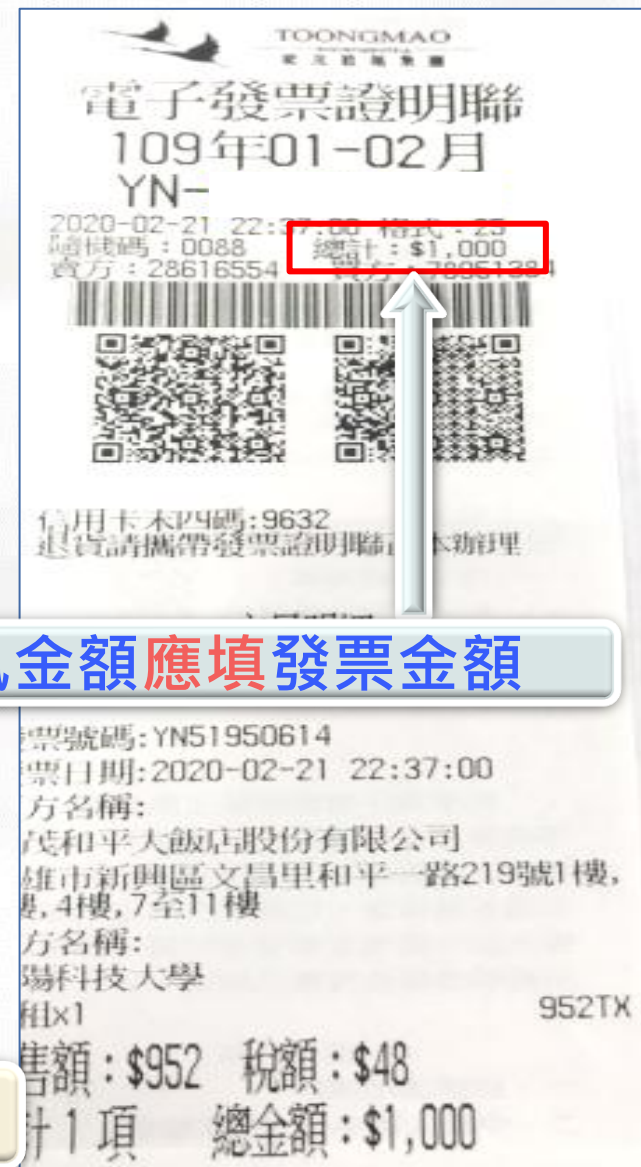 TOONGMAO
電子發票證明聯
109年01-02月
YN-
2020-02-21 22:37:00 格式:25
隨機碼:0088 總計:$1,000
賣方:28616554 買方:78951384
信用卡末四碼:9632
退貨請攜帶發票證明聯正本辦理
金額應填發票金額
票號碼:YN51950614
票日期:2020-02-21 22:37:00
方名稱:
茂和平大飯店股份有限公司
雄市新興區文昌里和平一路219號1樓,
樓,4樓,7至11樓
方名稱:
陽科技大學
租x1 952TX
售額:$952 稅額:$48
計1項 總金額:$1,000